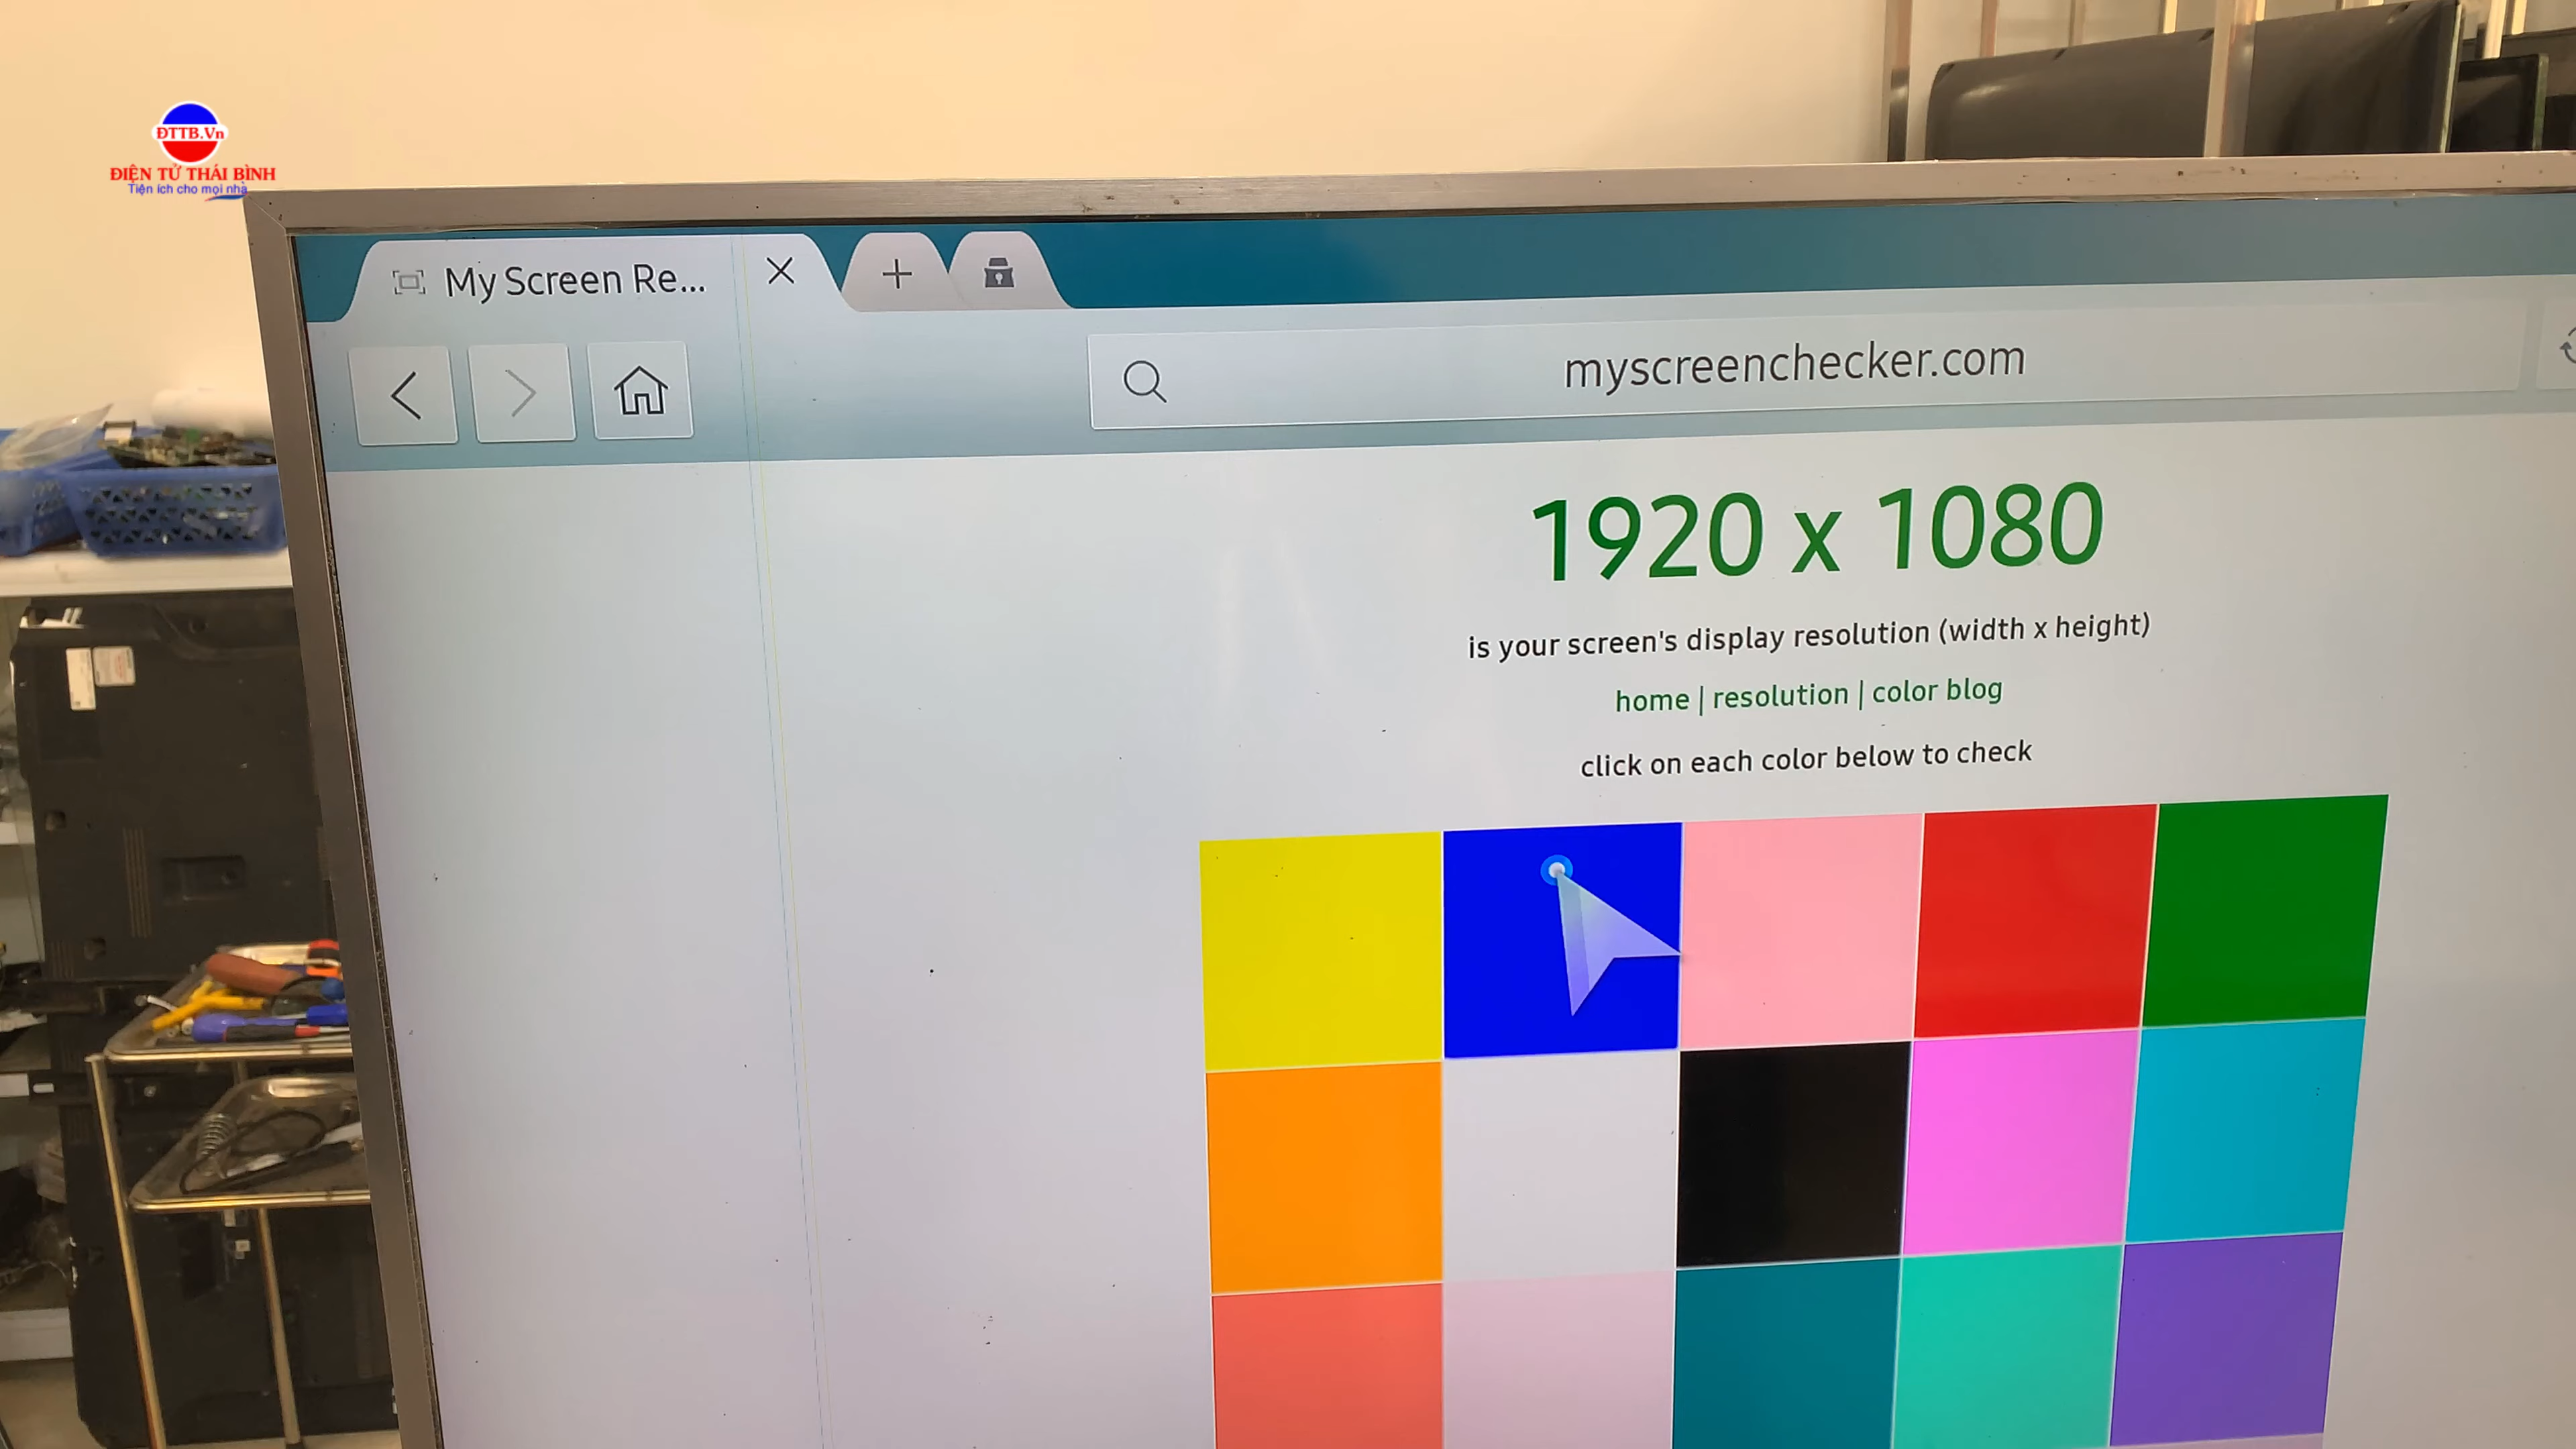 ĐTTB.Vn
ĐIỆN TỬ THÁI BÌNH
Tiện ích cho mọi nhà
My Screen Re...
myscreenchecker.com
1920 x 1080
is your screen's display resolution (width x height)
home | resolution | color blog
click on each color below to check